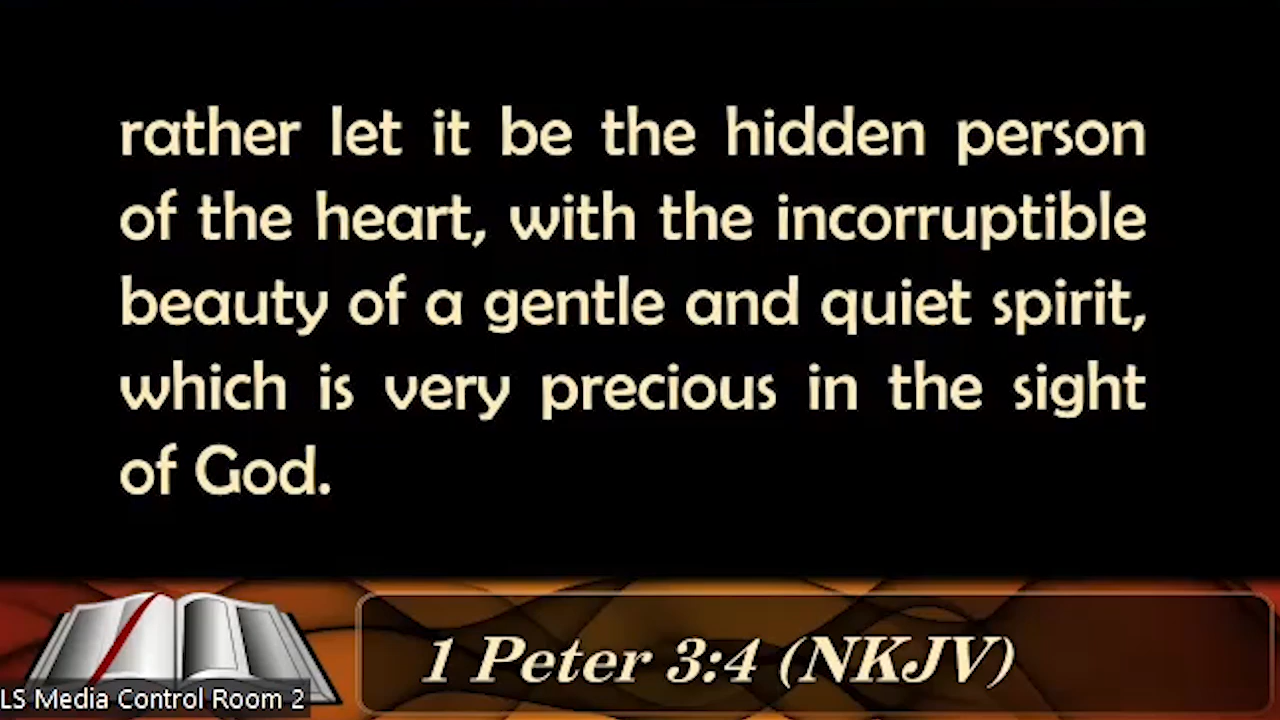 rather let it be the hidden person
of the heart, with the incorruptible
beauty of a gentle and quiet spirit,
which is very precious in the sight
of God.
1 Peter 3:4 (NKJV)
LS Media Control Room 2